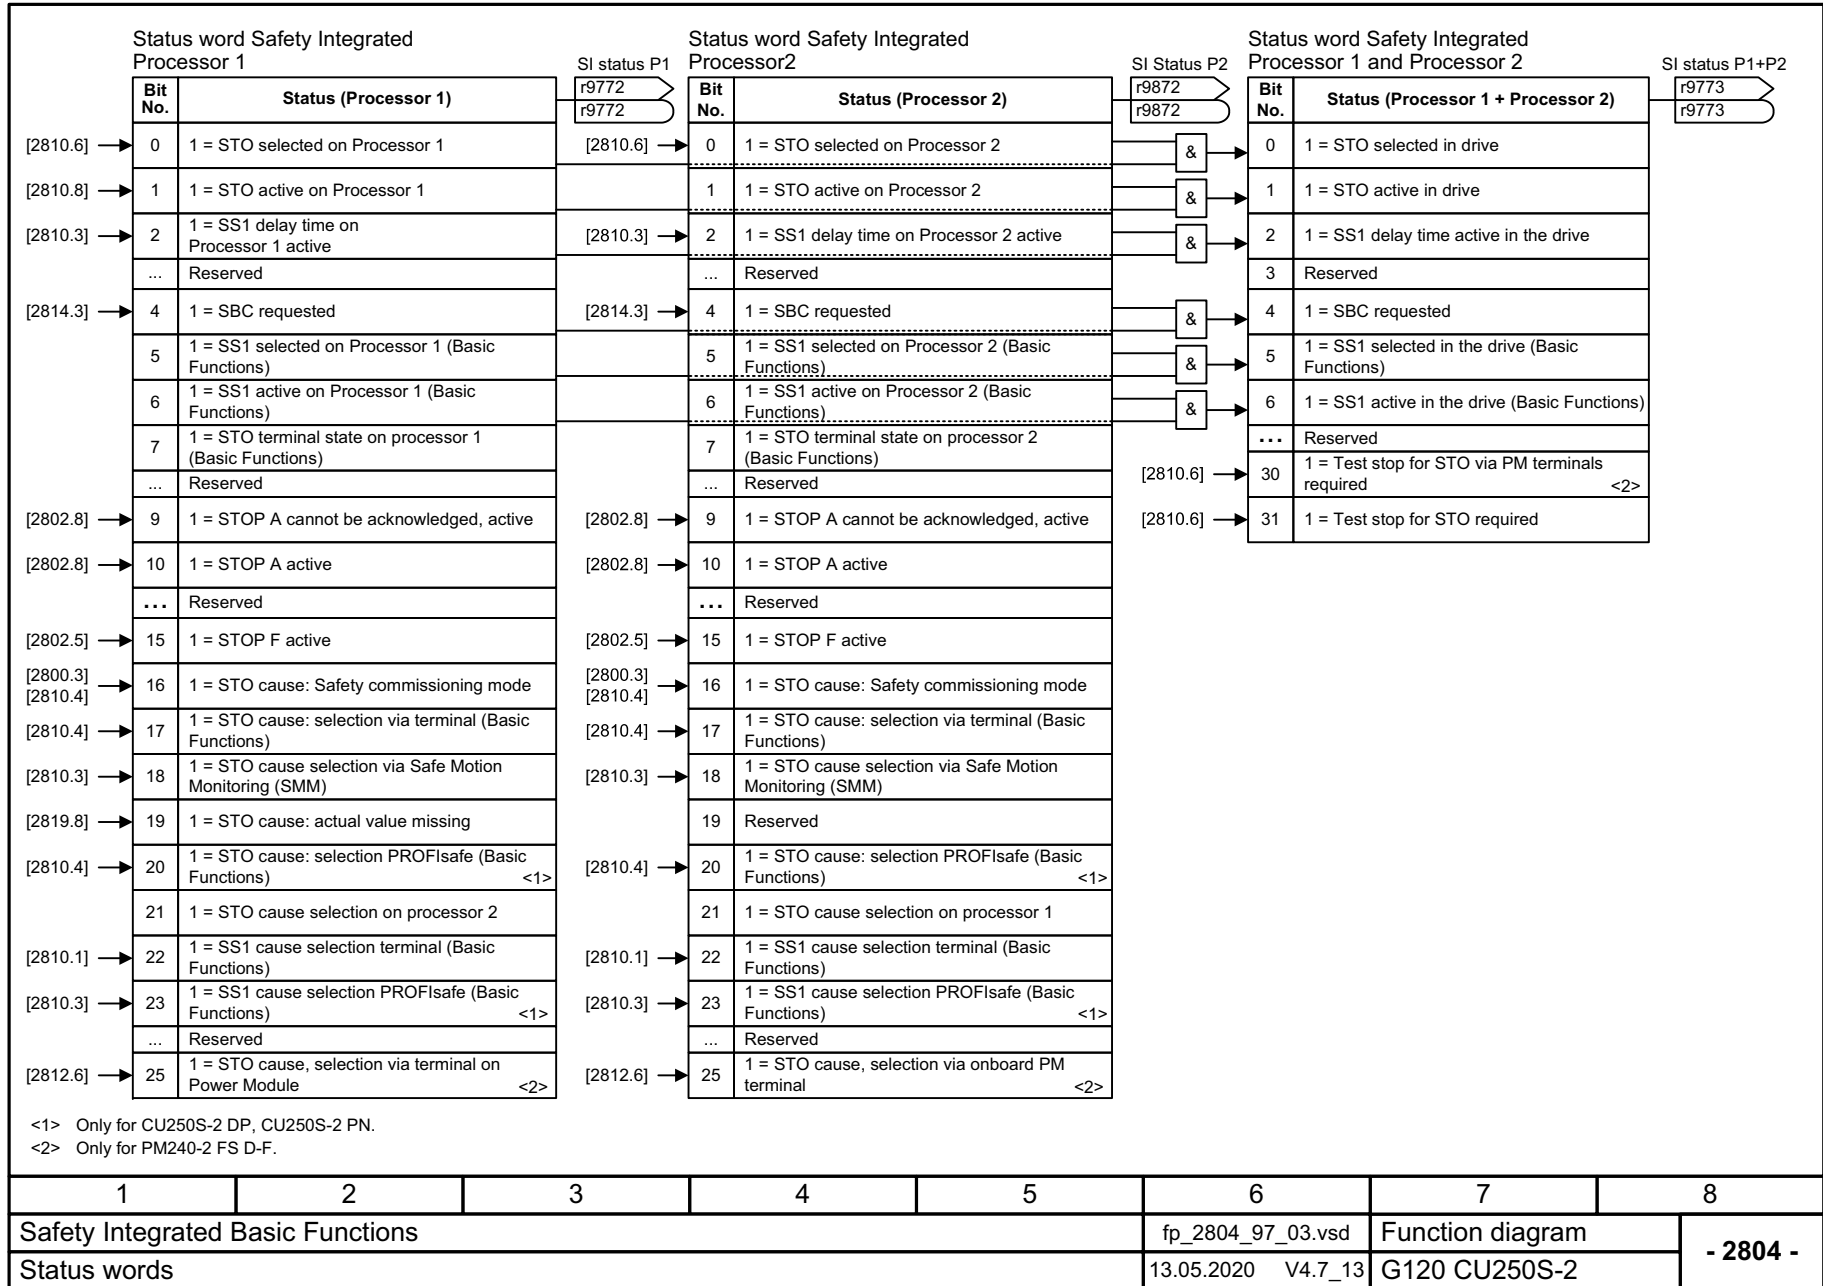 Status word Safety Integrated
Processor 1
SI status P1
r9772
r9772
Bit
No.
Status (Processor 1)
[2810.6]
0
1 = STO selected on Processor 1
[2810.8]
1
1 = STO active on Processor 1
[2810.3]
2
1 = SS1 delay time on
Processor 1 active
...
Reserved
[2814.3]
4
1 = SBC requested
5
1 = SS1 selected on Processor 1 (Basic
Functions)
6
1 = SS1 active on Processor 1 (Basic
Functions)
7
1 = STO terminal state on processor 1
(Basic Functions)
...
Reserved
[2802.8]
9
1 = STOP A cannot be acknowledged, active
[2802.8]
10
1 = STOP A active
...
Reserved
[2802.5]
15
1 = STOP F active
[2800.3]
[2810.4]
16
1 = STO cause: Safety commissioning mode
[2810.4]
17
1 = STO cause: selection via terminal (Basic
Functions)
[2810.3]
18
1 = STO cause selection via Safe Motion
Monitoring (SMM)
[2819.8]
19
1 = STO cause: actual value missing
[2810.4]
20
1 = STO cause: selection PROFIsafe (Basic
Functions) <1>
21
1 = STO cause selection on processor 2
[2810.1]
22
1 = SS1 cause selection terminal (Basic
Functions)
[2810.3]
23
1 = SS1 cause selection PROFIsafe (Basic
Functions) <1>
...
Reserved
[2812.6]
25
1 = STO cause, selection via terminal on
Power Module <2>
Status word Safety Integrated
Processor2
SI Status P2
r9872
r9872
Bit
No.
Status (Processor 2)
[2810.6]
0
1 = STO selected on Processor 2
&
1
1 = STO active on Processor 2
&
[2810.3]
2
1 = SS1 delay time on Processor 2 active
&
...
Reserved
[2814.3]
4
1 = SBC requested
&
5
1 = SS1 selected on Processor 2 (Basic
Functions)
&
6
1 = SS1 active on Processor 2 (Basic
Functions)
&
7
1 = STO terminal state on processor 2
(Basic Functions)
...
Reserved
[2802.8]
9
1 = STOP A cannot be acknowledged, active
[2802.8]
10
1 = STOP A active
...
Reserved
[2802.5]
15
1 = STOP F active
[2800.3]
[2810.4]
16
1 = STO cause: Safety commissioning mode
[2810.4]
17
1 = STO cause: selection via terminal (Basic
Functions)
[2810.3]
18
1 = STO cause selection via Safe Motion
Monitoring (SMM)
19
Reserved
[2810.4]
20
1 = STO cause: selection PROFIsafe (Basic
Functions) <1>
21
1 = STO cause selection on processor 1
[2810.1]
22
1 = SS1 cause selection terminal (Basic
Functions)
[2810.3]
23
1 = SS1 cause selection PROFIsafe (Basic
Functions) <1>
...
Reserved
[2812.6]
25
1 = STO cause, selection via onboard PM
terminal <2>
Status word Safety Integrated
Processor 1 and Processor 2
SI status P1+P2
r9773
r9773
Bit
No.
Status (Processor 1 + Processor 2)
0
1 = STO selected in drive
1
1 = STO active in drive
2
1 = SS1 delay time active in the drive
3
Reserved
4
1 = SBC requested
5
1 = SS1 selected in the drive (Basic
Functions)
6
1 = SS1 active in the drive (Basic Functions)
...
Reserved
[2810.6]
30
1 = Test stop for STO via PM terminals
required <2>
[2810.6]
31
1 = Test stop for STO required
<1> Only for CU250S-2 DP, CU250S-2 PN.
<2> Only for PM240-2 FS D-F.
1 2 3 4 5 6 7 8
Safety Integrated Basic Functions
fp_2804_97_03.vsd
Function diagram
- 2804 -
Status words
13.05.2020 V4.7_13
G120 CU250S-2